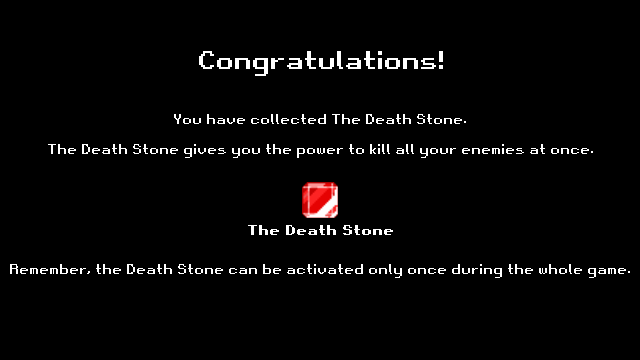 Congratulations!
You have collected The Death Stone.
The Death Stone gives you the power to kill all your enemies at once.
The Death Stone
Remember, the Death Stone can be activated only once during the whole game.